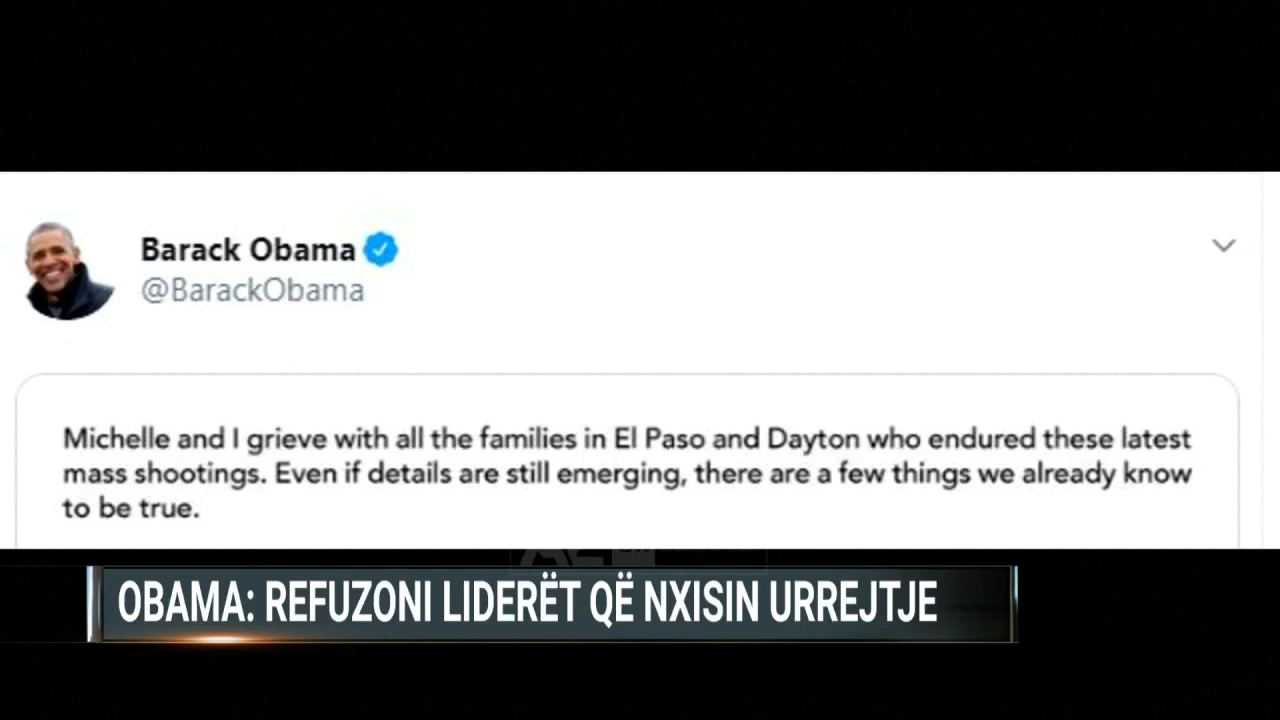 Barack Obama
@BarackObama
Michelle and I grieve with all the families in El Paso and Dayton who endured these latest
mass shootings. Even if details are still emerging, there are a few things we already know
to be true.
OBAMA: REFUZONI LIDERËT QË NXISIN URREJTJE